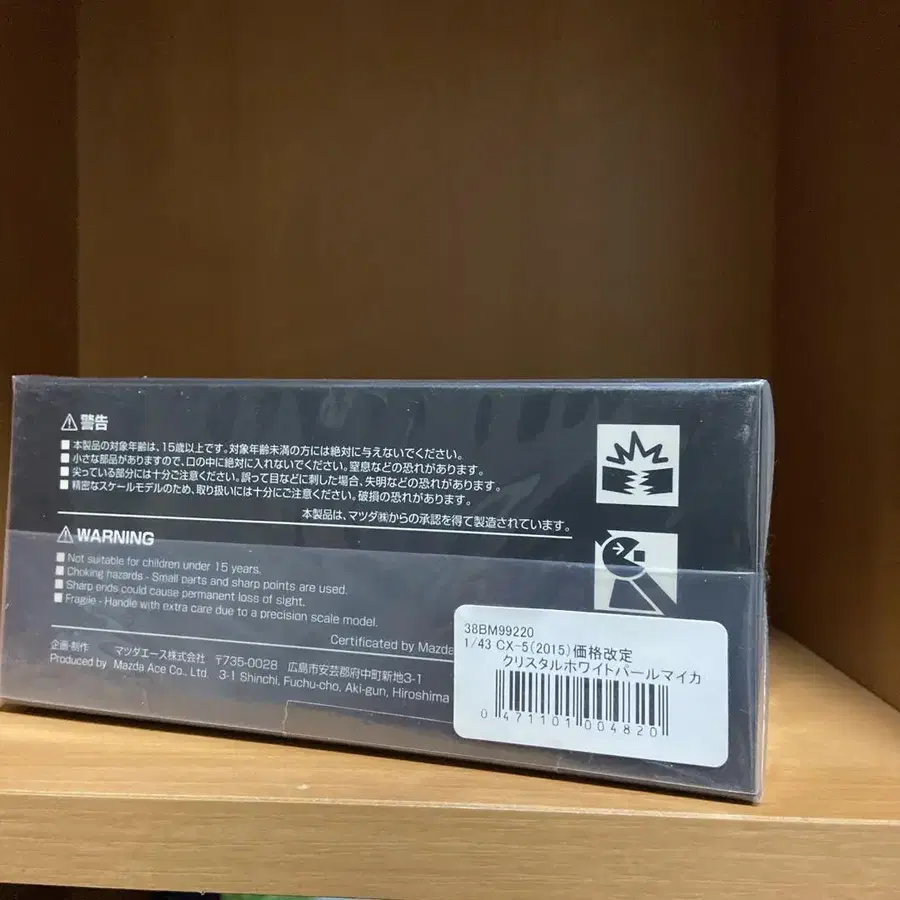 警告
本製品の対象年齢は、15歳以上です。対象年齢未満の方には絶対に与えないでください。
小さな部品がありますので、口の中に絶対に入れないでください。窒息などの恐れがあります。
尖っている部分には十分ご注意ください。誤って目などに刺した場合、失明などの恐れがあります。
精密なスケールモデルのため、取り扱いには十分にご注意ください。破損の恐れがあります。
本製品は、マツダ㈱からの承認を得て製造されています。
WARNING
Not suitable for children under 15 years.
Choking hazards - Small parts and sharp points are used.
Sharp ends could cause permanent loss of sight.
Fragile - Handle with extra care due to a precision scale model.
Certificated by Mazda
企画・制作 マツダエース株式会社 〒735-0028 広島市安芸郡府中町新地3-1
Produced by Mazda Ace Co., Ltd. 3-1 Shinchi, Fuchu-cho, Aki-gun, Hiroshima
38BM99220
1/43 CX-5(2015)価格改定
クリスタルホワイトパールマイカ
0 471101 004820